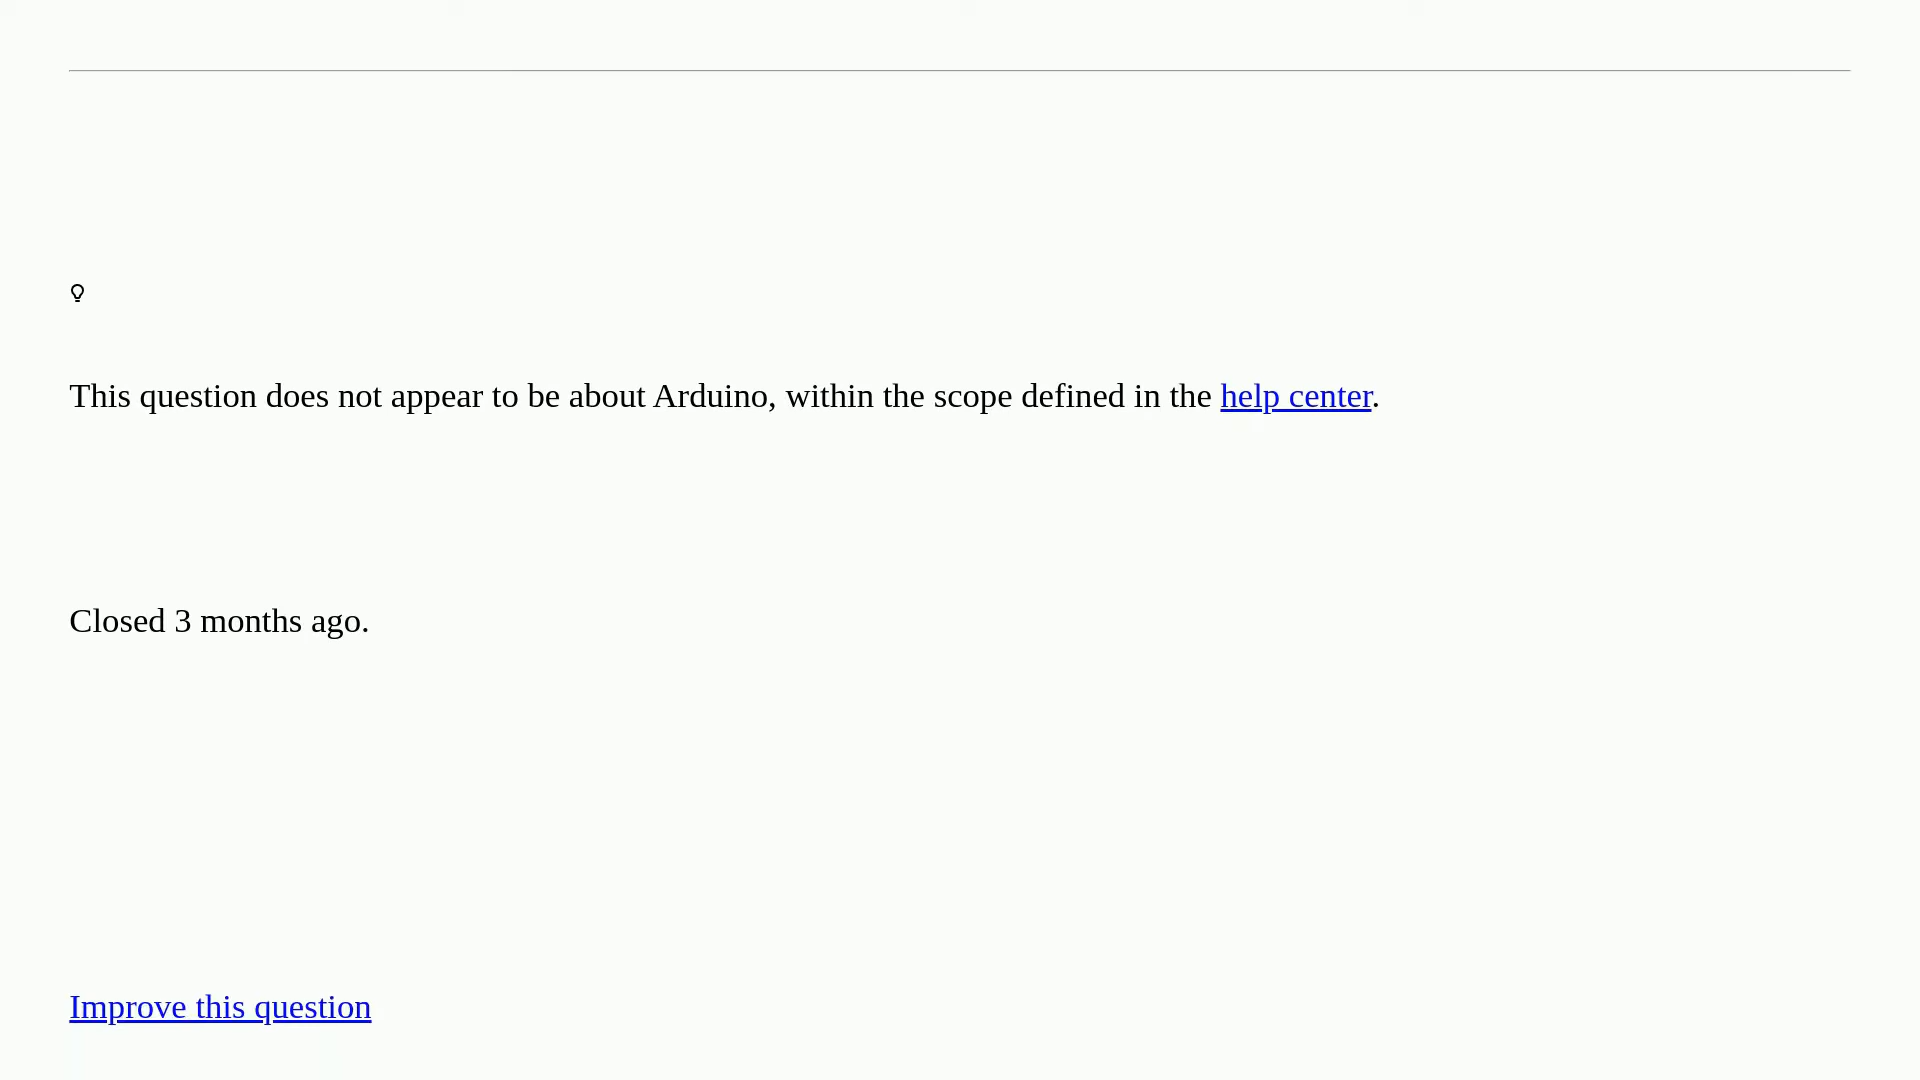 This question does not appear to be about Arduino, within the scope defined in the help center.
Closed 3 months ago.
Improve this question